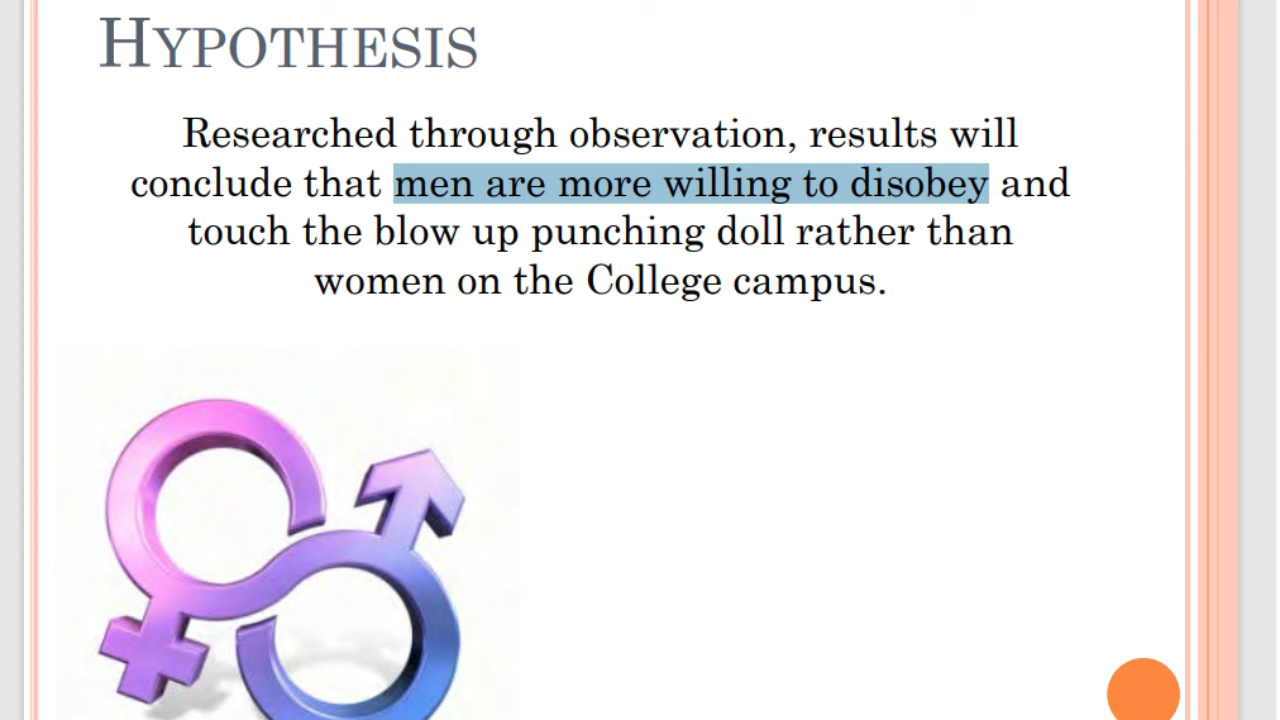 HYPOTHESIS
Researched through observation, results will
conclude that men are more willing to disobey and
touch the blow up punching doll rather than
women on the College campus.